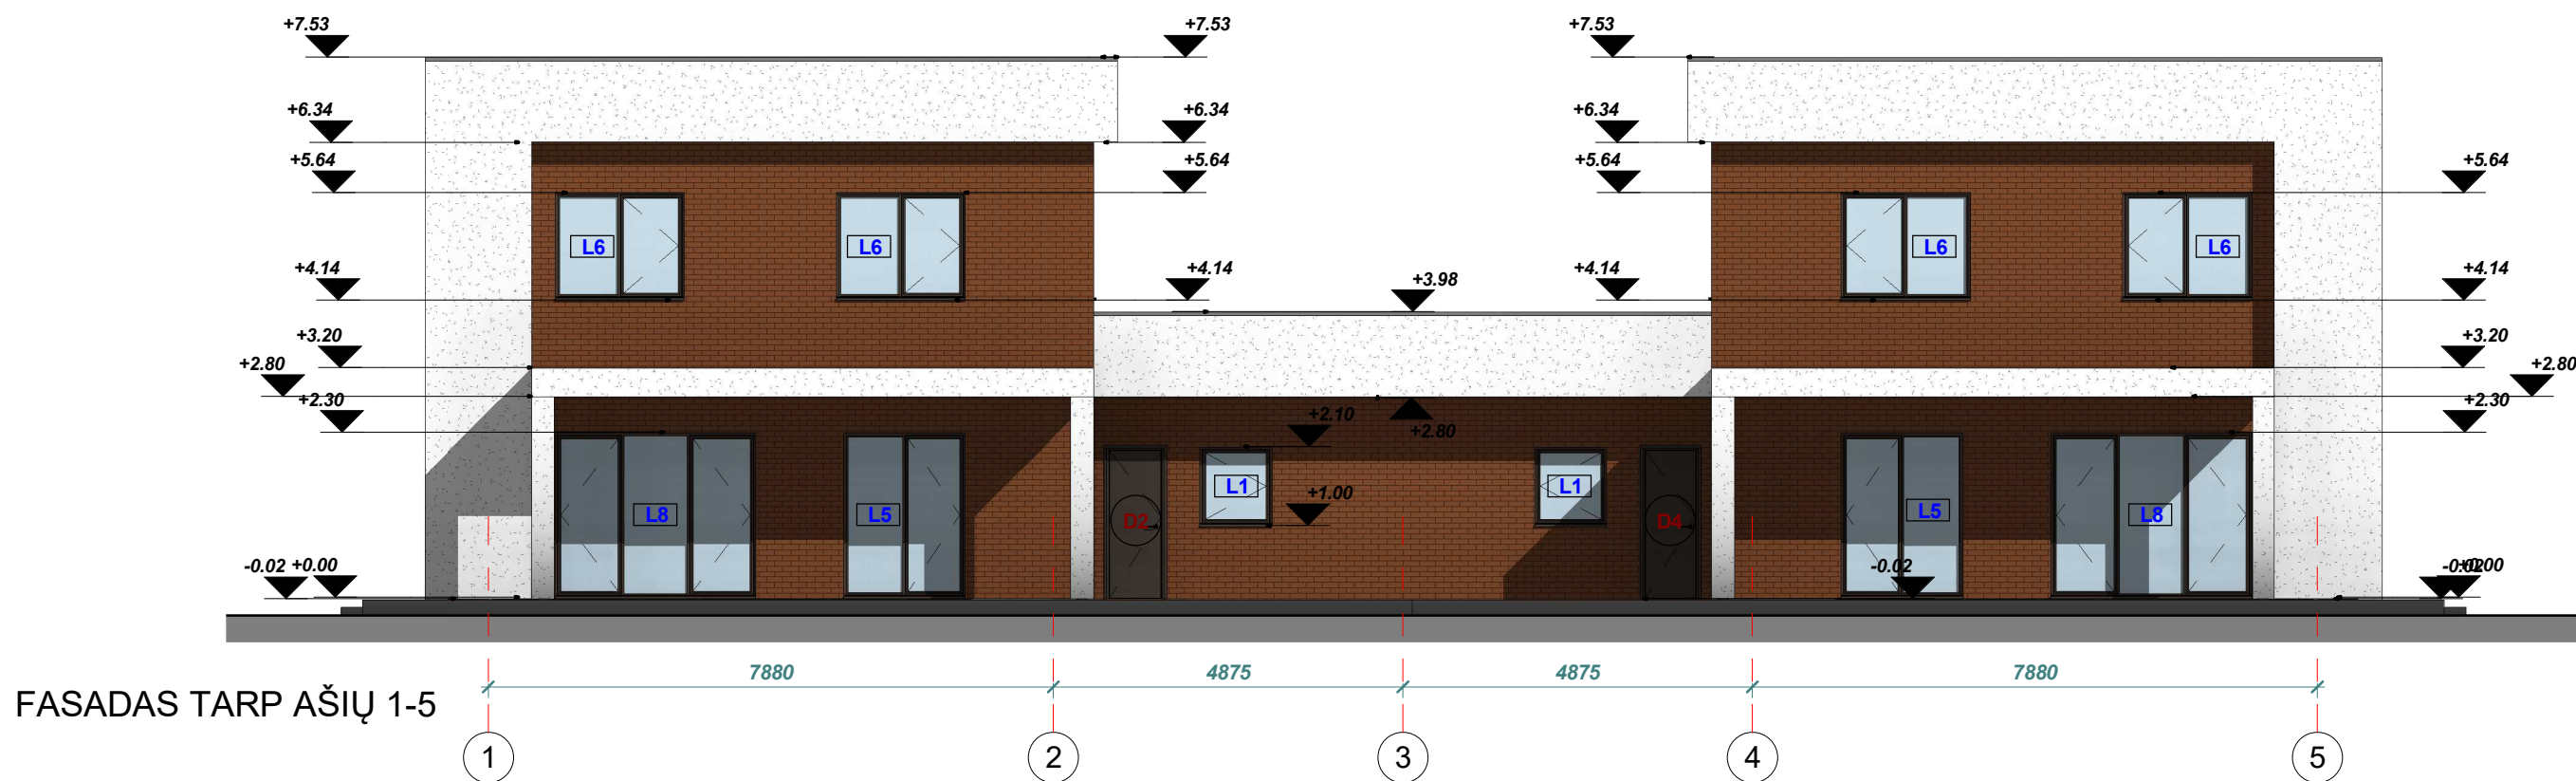 +7.53 +7.53 +7.53
+6.34 +6.34 +6.34
+5.64 +5.64 +5.64 +5.64
L6 L6 L6 L6
+4.14 +4.14 +3.98 +4.14 +4.14
+3.20 +3.20
+2.80 +2.80
+2.30 +2.10 +2.80 +2.30
L8 L5 D2 L1 +1.00 L1 D4 L5 L8
-0.02 +0.00 -0.02 -0.02 +0.00
7880 4875 4875 7880
FASADAS TARP AŠIŲ 1-5
1 2 3 4 5